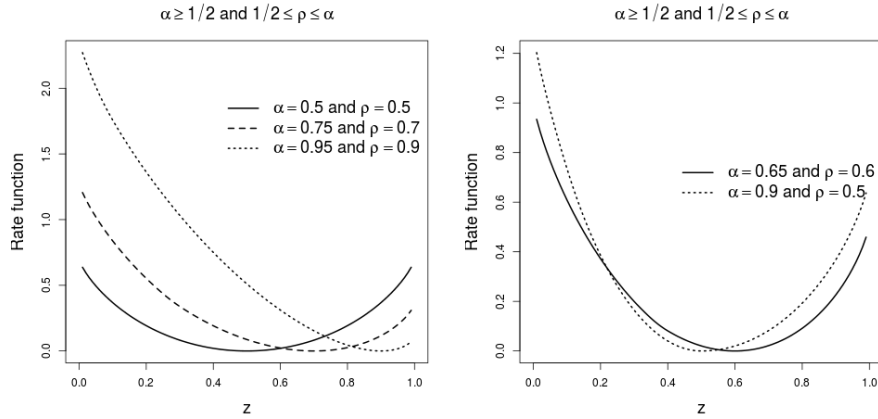 α ≥ 1/2 and 1/2 ≤ ρ ≤ α
Rate function
2.0
1.5
1.0
0.5
0.0
α = 0.5 and ρ = 0.5
α = 0.75 and ρ = 0.7
α = 0.95 and ρ = 0.9
0.0 0.2 0.4 0.6 0.8 1.0
z
α ≥ 1/2 and 1/2 ≤ ρ ≤ α
Rate function
1.2
1.0
0.8
0.6
0.4
0.2
0.0
α = 0.65 and ρ = 0.6
α = 0.9 and ρ = 0.5
0.0 0.2 0.4 0.6 0.8 1.0
z